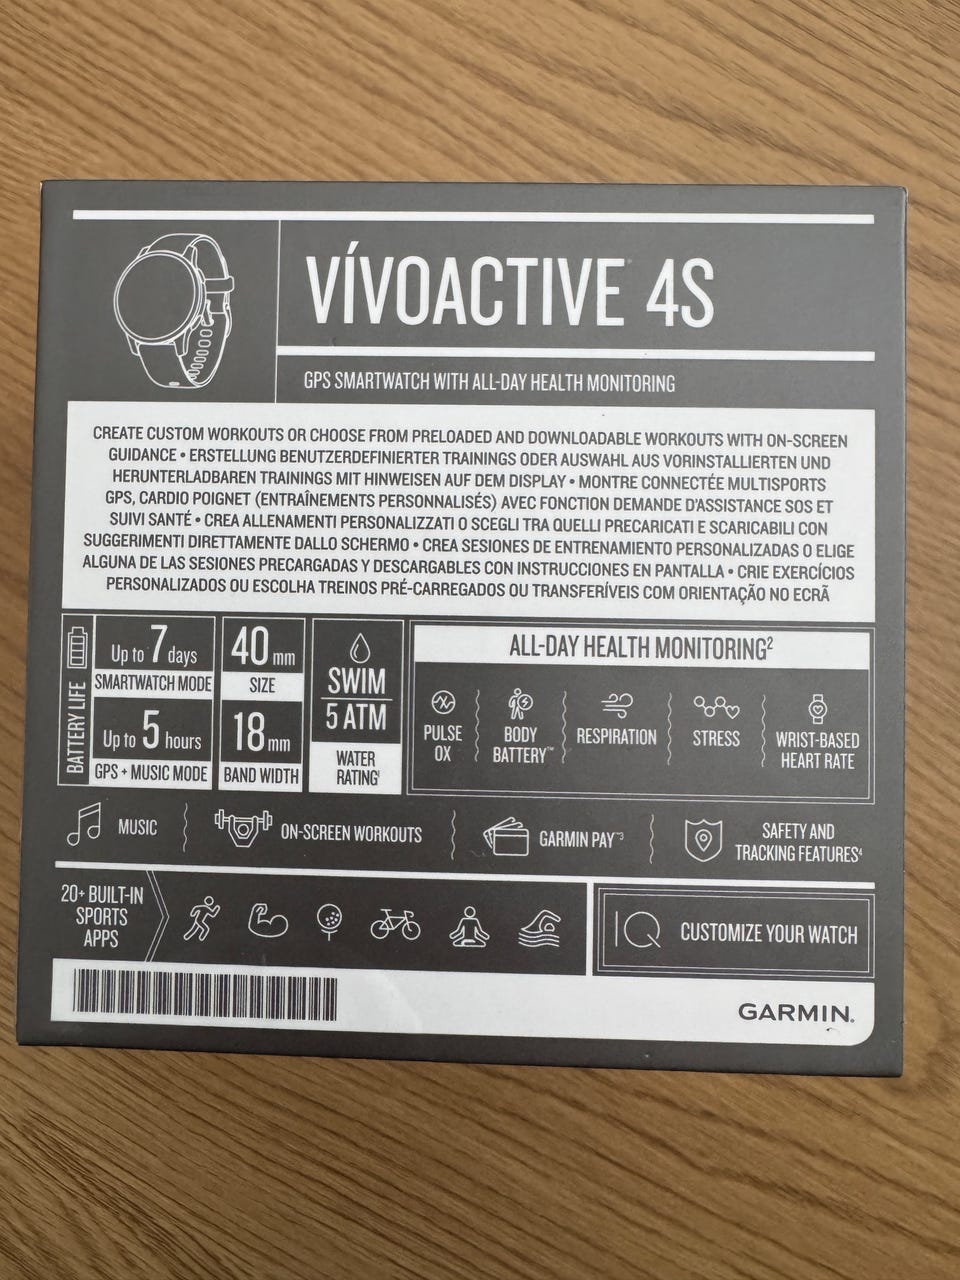 VÍVOACTIVE® 4S
GPS SMARTWATCH WITH ALL-DAY HEALTH MONITORING
CREATE CUSTOM WORKOUTS OR CHOOSE FROM PRELOADED AND DOWNLOADABLE WORKOUTS WITH ON-SCREEN
GUIDANCE • ERSTELLUNG BENUTZERDEFINIERTER TRAININGS ODER AUSWAHL AUS VORINSTALLIERTEN UND
HERUNTERLADBAREN TRAININGS MIT HINWEISEN AUF DEM DISPLAY • MONTRE CONNECTÉE MULTISPORTS
GPS, CARDIO POIGNET (ENTRAÎNEMENTS PERSONNALISÉS) AVEC FONCTION DEMANDE D'ASSISTANCE SOS ET
SUIVI SANTÉ • CREA ALLENAMENTI PERSONALIZZATI O SCEGLI TRA QUELLI PRECARICATI E SCARICABILI CON
SUGGERIMENTI DIRETTAMENTE DALLO SCHERMO • CREA SESIONES DE ENTRENAMIENTO PERSONALIZADAS O ELIGE
ALGUNA DE LAS SESIONES PRECARGADAS Y DESCARGABLES CON INSTRUCCIONES EN PANTALLA • CRIE EXERCÍCIOS
PERSONALIZADOS OU ESCOLHA TREINOS PRÉ-CARREGADOS OU TRANSFERÍVEIS COM ORIENTAÇÃO NO ECRÃ
BATTERY LIFE
Up to 7 days
SMARTWATCH MODE
Up to 5 hours
GPS + MUSIC MODE
40 mm
SIZE
18 mm
BAND WIDTH
SWIM
5 ATM
WATER
RATING¹
ALL-DAY HEALTH MONITORING²
PULSE
OX
BODY
BATTERY™
RESPIRATION
STRESS
WRIST-BASED
HEART RATE
MUSIC
ON-SCREEN WORKOUTS
GARMIN PAY™³
SAFETY AND
TRACKING FEATURES⁴
20+ BUILT-IN
SPORTS
APPS
IQ
CUSTOMIZE YOUR WATCH
GARMIN®